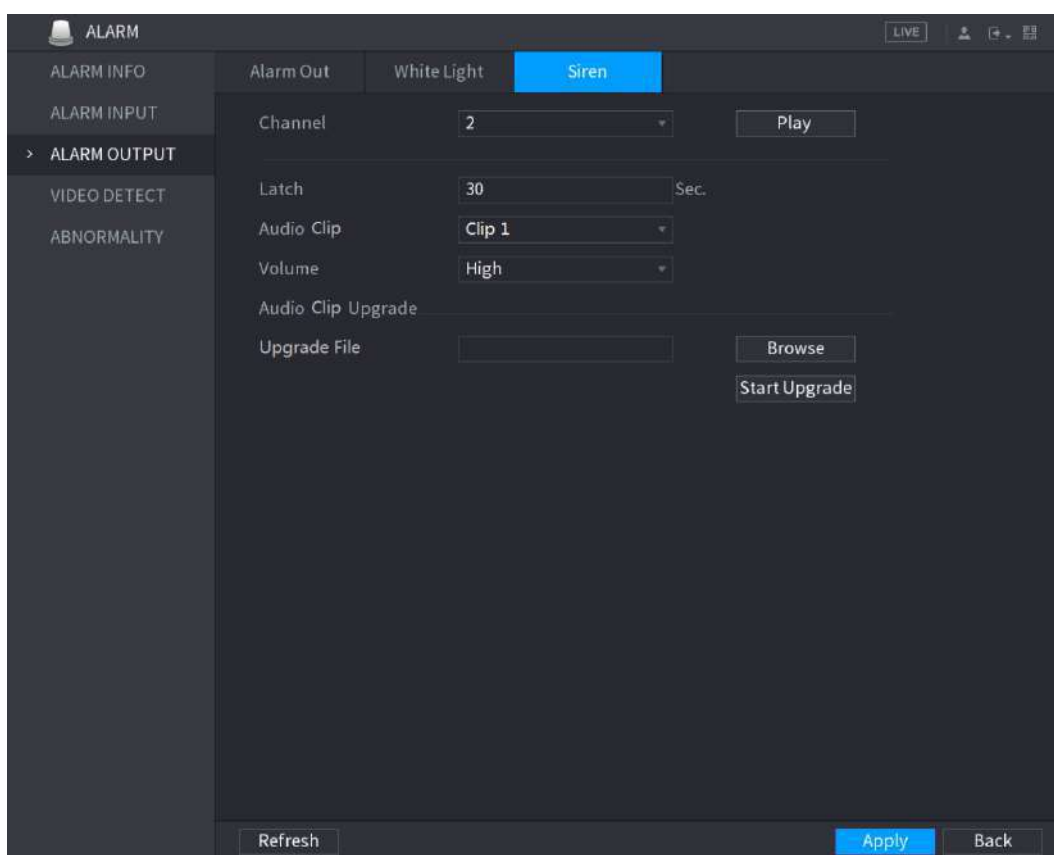 ALARM
LIVE
ALARM INFO
ALARM INPUT
> ALARM OUTPUT
VIDEO DETECT
ABNORMALITY
Alarm Out White Light Siren
Channel 2 Play
Latch 30 Sec.
Audio Clip Clip 1
Volume High
Audio Clip Upgrade
Upgrade File Browse
Start Upgrade
Refresh Apply Back